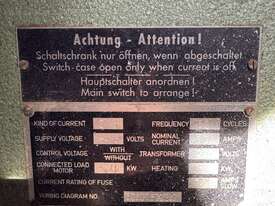 Achtung - Attention!
Schaltschrank nur öffnen, wenn abgeschaltet
Switch-case open only when current is off
Hauptschalter anordnen!
Main switch to arrange!
KIND OF CURRENT FREQUENCY CYCLES
SUPPLY VOLTAGE VOLTS NOMINAL CURRENT AMPS
CONTROL VOLTAGE WITH WITHOUT TRANSFORMER VOLTS
CONNECTED LOAD MOTOR KW HEATING KW
CURRENT RATING OF FUSE AMPS SLOW
WIRING DIAGRAM NO